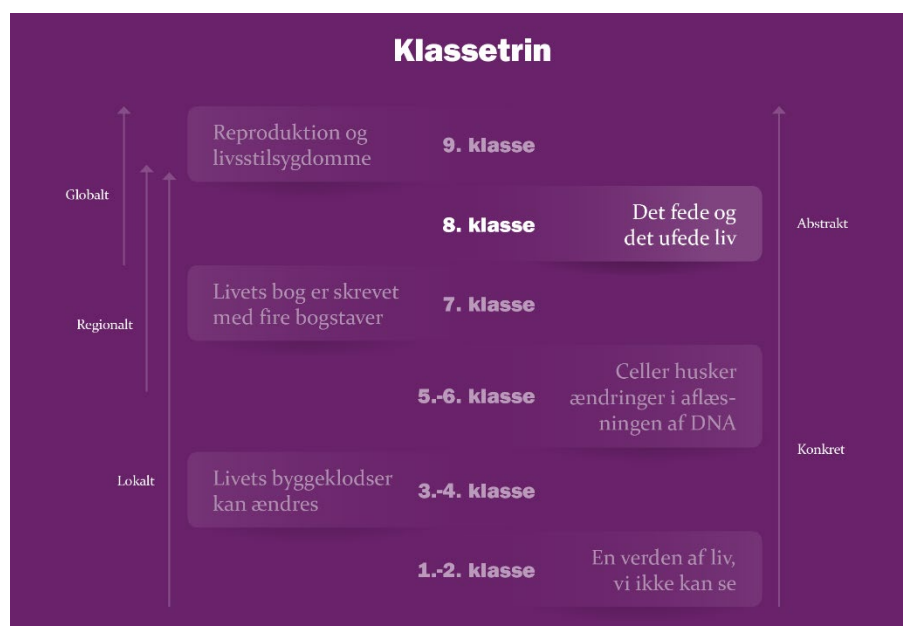 Klassetrin
Reproduktion og
livsstilsygdomme
9. klasse
Globalt
8. klasse
Det fede og
det ufede liv
Abstrakt
Livets bog er skrevet
med fire bogstaver
7. klasse
Regionalt
5.-6. klasse
Celler husker
ændringer i aflæs-
ningen af DNA
Konkret
Lokalt
Livets byggeklodser
kan ændres
3.-4. klasse
1.-2. klasse
En verden af liv,
vi ikke kan se